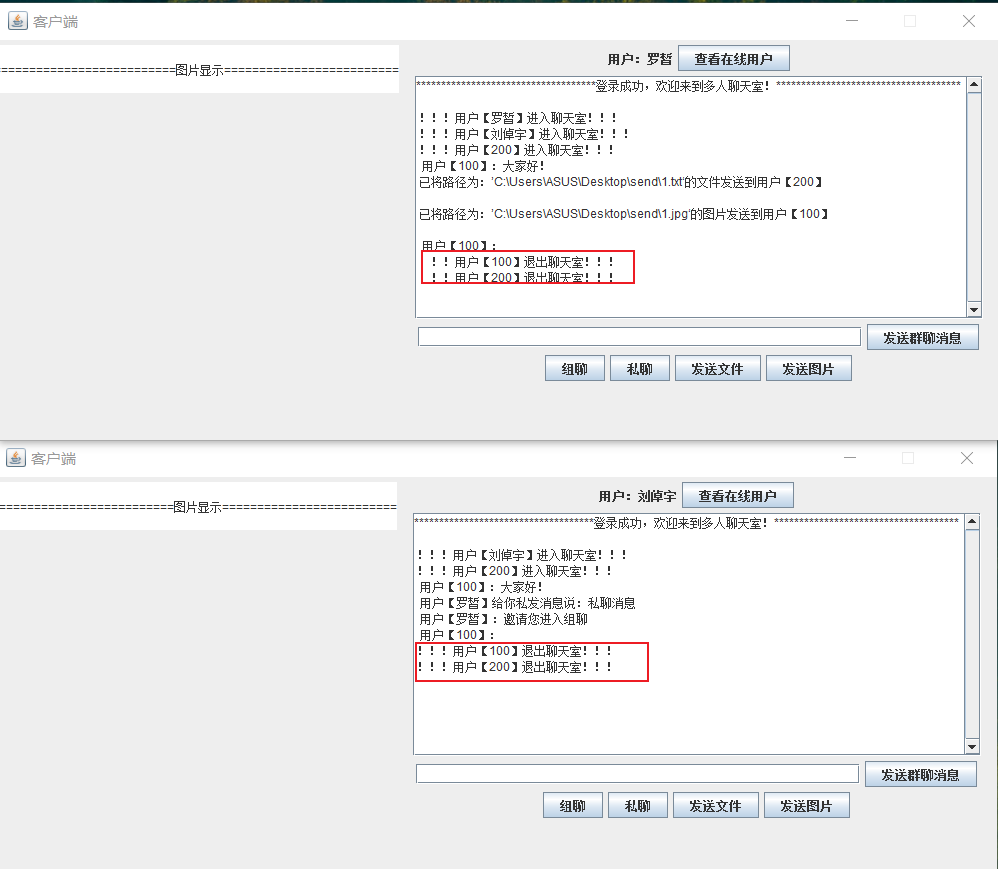 客户端
=========================图片显示=========================
用户：罗晢 查看在线用户
************************************登录成功，欢迎来到多人聊天室！*************************************
！！！用户【罗晢】进入聊天室！！！
！！！用户【刘倬宇】进入聊天室！！！
！！！用户【200】进入聊天室！！！
用户【100】：大家好！
已将路径为：'C:\Users\ASUS\Desktop\send\1.txt'的文件发送到用户【200】
已将路径为：'C:\Users\ASUS\Desktop\send\1.jpg'的图片发送到用户【100】
用户【100】：
！！用户【100】退出聊天室！！！
！！用户【200】退出聊天室！！！
发送群聊消息
组聊 私聊 发送文件 发送图片
客户端
=========================图片显示=========================
用户：刘倬宇 查看在线用户
************************************登录成功，欢迎来到多人聊天室！*************************************
！！！用户【刘倬宇】进入聊天室！！！
！！！用户【200】进入聊天室！！！
用户【100】：大家好！
用户【罗晢】给你私发消息说：私聊消息
用户【罗晢】：邀请您进入组聊
用户【100】：
！！！用户【100】退出聊天室！！！
！！！用户【200】退出聊天室！！！
发送群聊消息
组聊 私聊 发送文件 发送图片